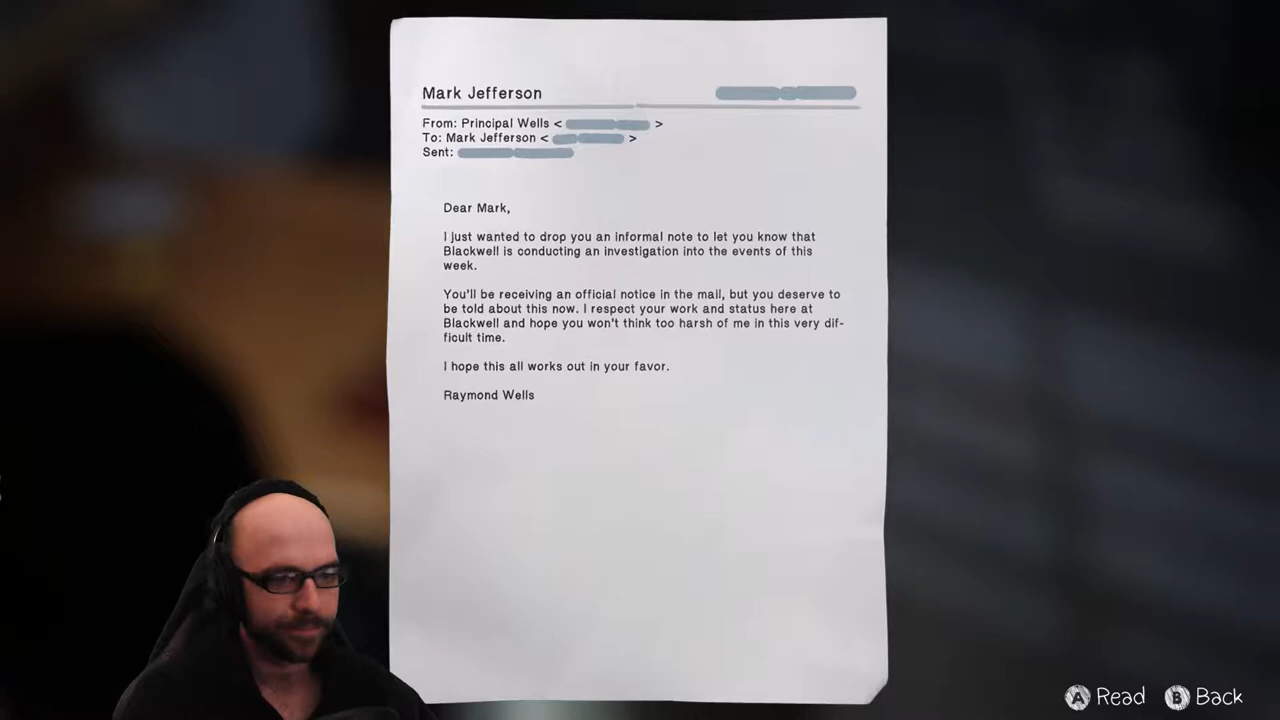 Mark Jefferson
From: Principal Wells < >
To: Mark Jefferson < >
Sent:
Dear Mark,
I just wanted to drop you an informal note to let you know that
Blackwell is conducting an investigation into the events of this
week.
You'll be receiving an official notice in the mail, but you deserve to
be told about this now. I respect your work and status here at
Blackwell and hope you won't think too harsh of me in this very dif-
ficult time.
I hope this all works out in your favor.
Raymond Wells
A Read B Back